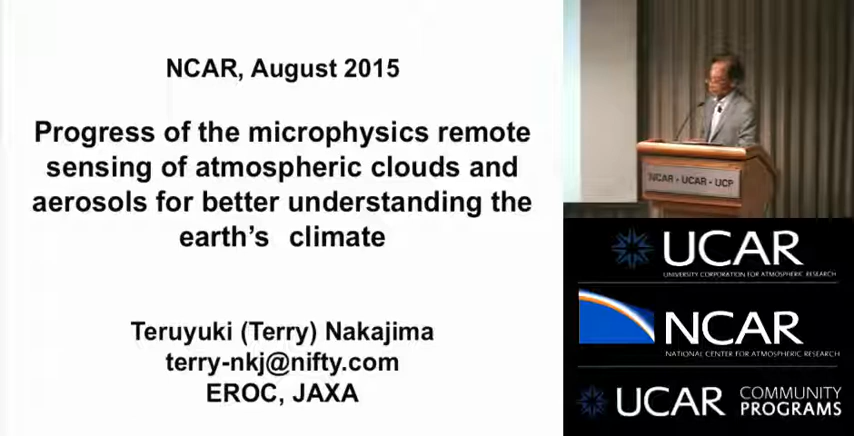 NCAR, August 2015
Progress of the microphysics remote
sensing of atmospheric clouds and
aerosols for better understanding the
earth's climate
Teruyuki (Terry) Nakajima
terry-nkj@nifty.com
EROC, JAXA
NCAR • UCAR • UCP
UCAR
UNIVERSITY CORPORATION FOR ATMOSPHERIC RESEARCH
NCAR
NATIONAL CENTER FOR ATMOSPHERIC RESEARCH
UCAR COMMUNITY
PROGRAMS